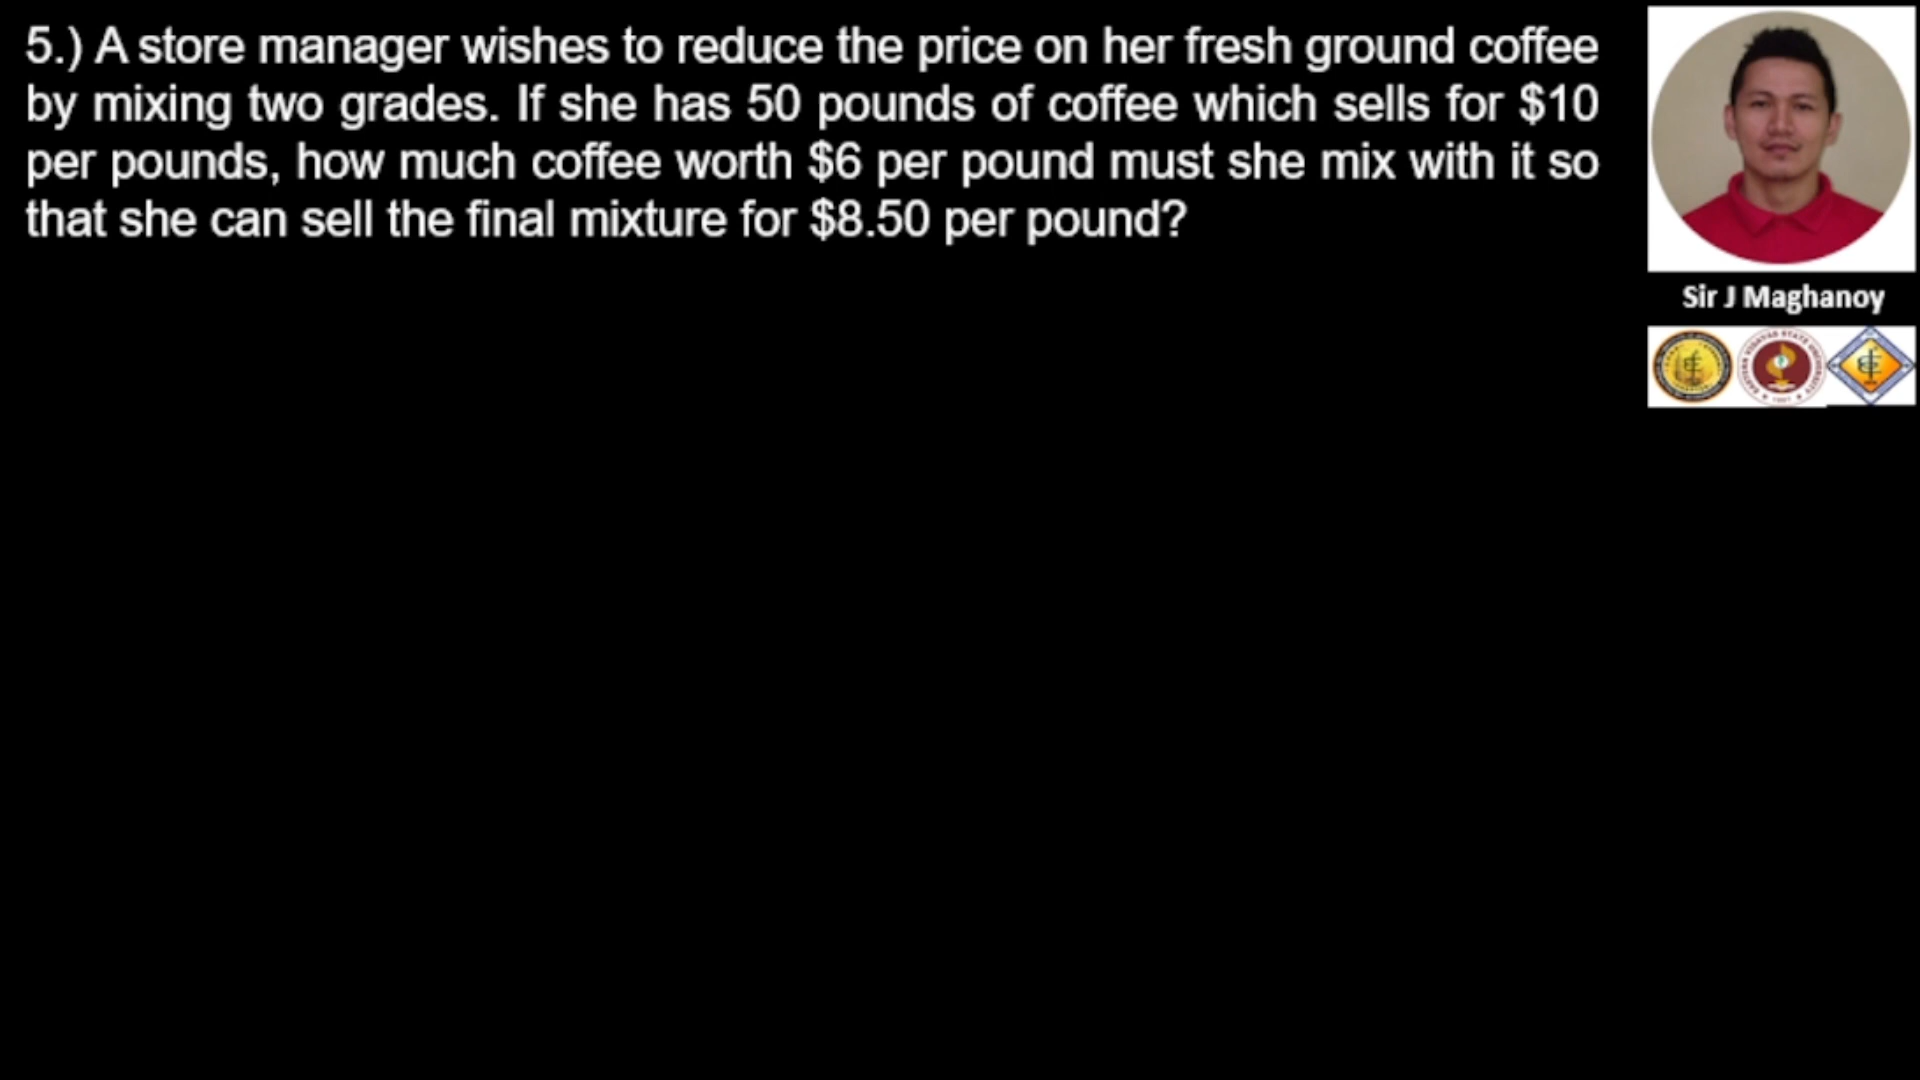 5.) A store manager wishes to reduce the price on her fresh ground coffee
by mixing two grades. If she has 50 pounds of coffee which sells for $10
per pounds, how much coffee worth $6 per pound must she mix with it so
that she can sell the final mixture for $8.50 per pound?
Sir J Maghanoy